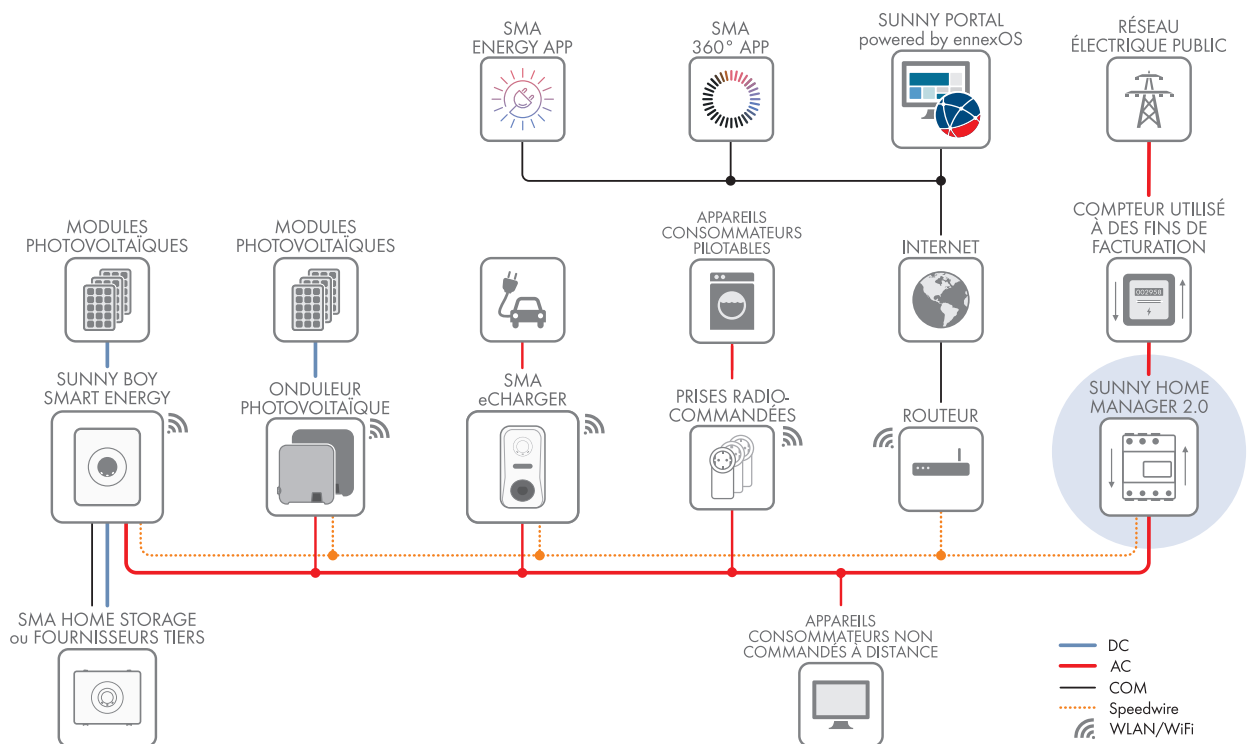 SMA
ENERGY APP
SMA
360° APP
SUNNY PORTAL
powered by ennexOS
RÉSEAU
ÉLECTRIQUE PUBLIC
MODULES
PHOTOVOLTAÏQUES
MODULES
PHOTOVOLTAÏQUES
APPAREILS
CONSOMMATEURS
PILOTABLES
INTERNET
COMPTEUR UTILISÉ
À DES FINS DE
FACTURATION
002958
SUNNY BOY
SMART ENERGY
ONDULEUR
PHOTOVOLTAÏQUE
SMA
eCHARGER
PRISES RADIO-
COMMANDÉES
ROUTEUR
SUNNY HOME
MANAGER 2.0
SMA HOME STORAGE
ou FOURNISSEURS TIERS
APPAREILS
CONSOMMATEURS NON
COMMANDÉS À DISTANCE
DC
AC
COM
Speedwire
WLAN/WiFi